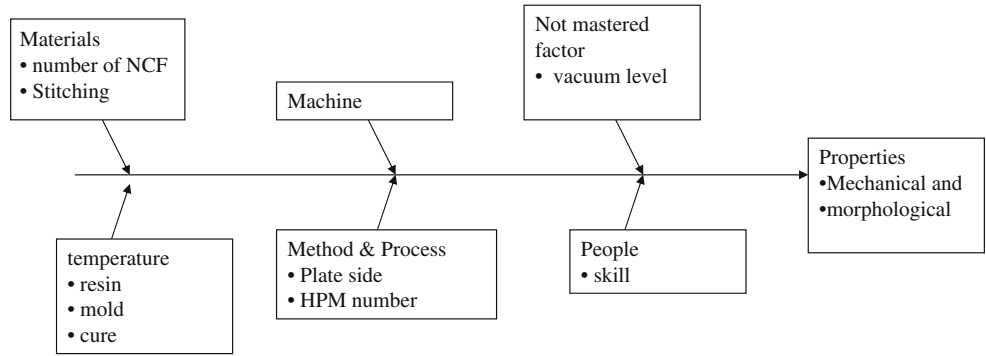 Materials
• number of NCF
• Stitching
Machine
Not mastered
factor
• vacuum level
Properties
•Mechanical and
•morphological
temperature
• resin
• mold
• cure
Method & Process
• Plate side
• HPM number
People
• skill